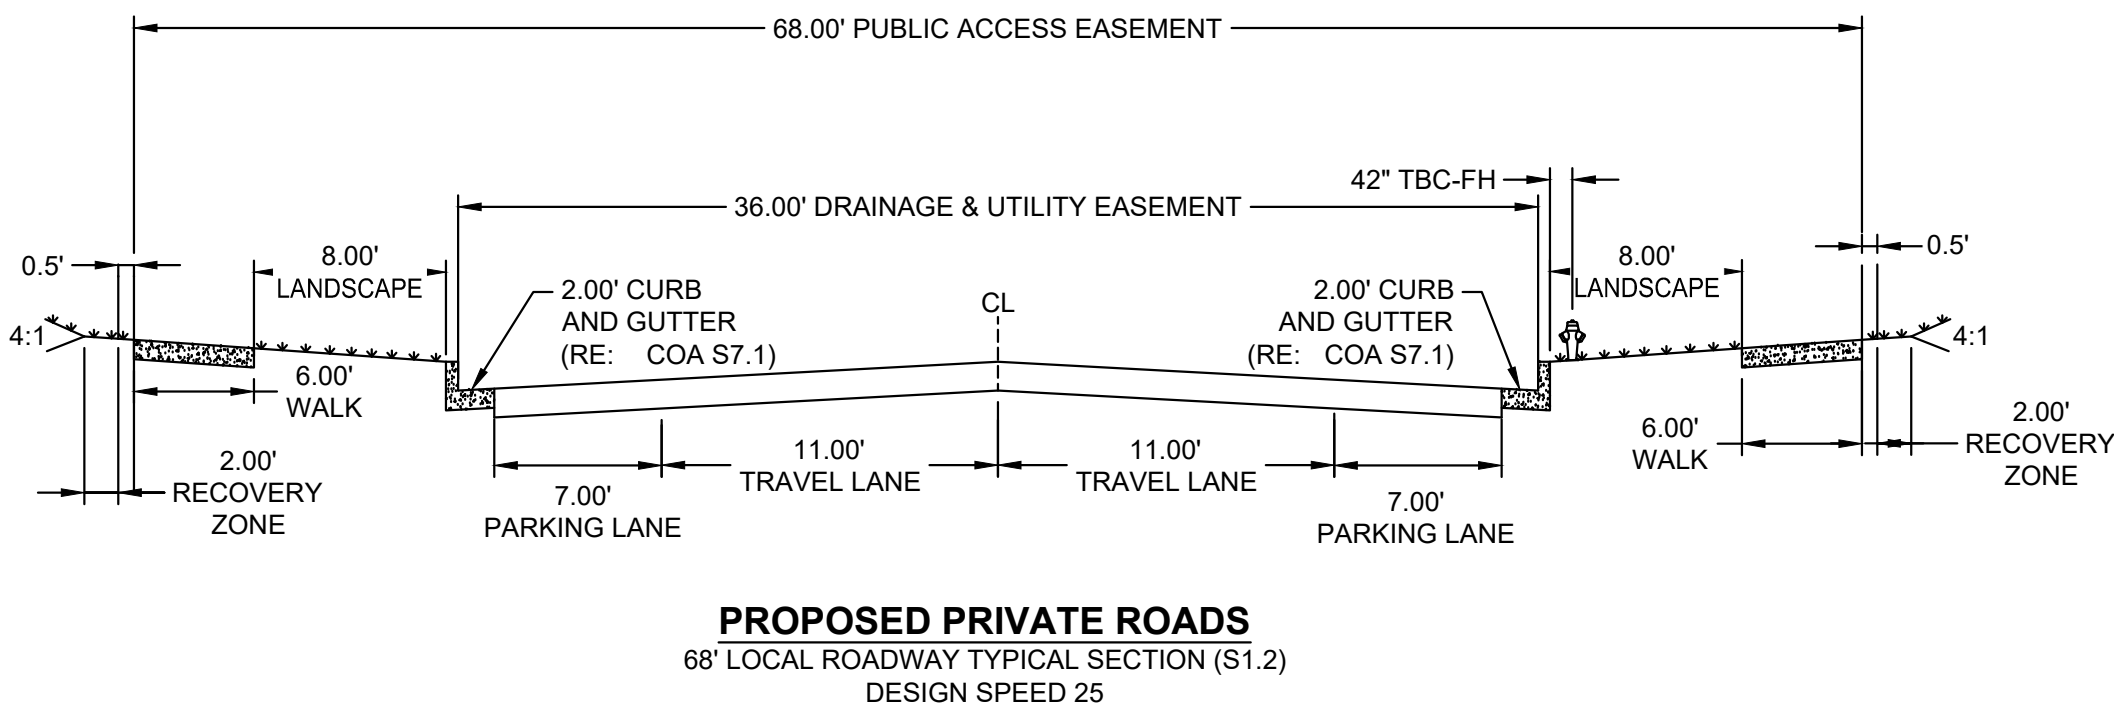 68.00' PUBLIC ACCESS EASEMENT
42" TBC-FH
36.00' DRAINAGE & UTILITY EASEMENT
0.5'
8.00'
LANDSCAPE
2.00' CURB
AND GUTTER
(RE: COA S7.1)
CL
2.00' CURB
AND GUTTER
(RE: COA S7.1)
8.00'
LANDSCAPE
0.5'
4:1
4:1
6.00'
WALK
2.00'
RECOVERY
ZONE
7.00'
PARKING LANE
11.00'
TRAVEL LANE
11.00'
TRAVEL LANE
7.00'
PARKING LANE
6.00'
WALK
2.00'
RECOVERY
ZONE
PROPOSED PRIVATE ROADS
68' LOCAL ROADWAY TYPICAL SECTION (S1.2)
DESIGN SPEED 25